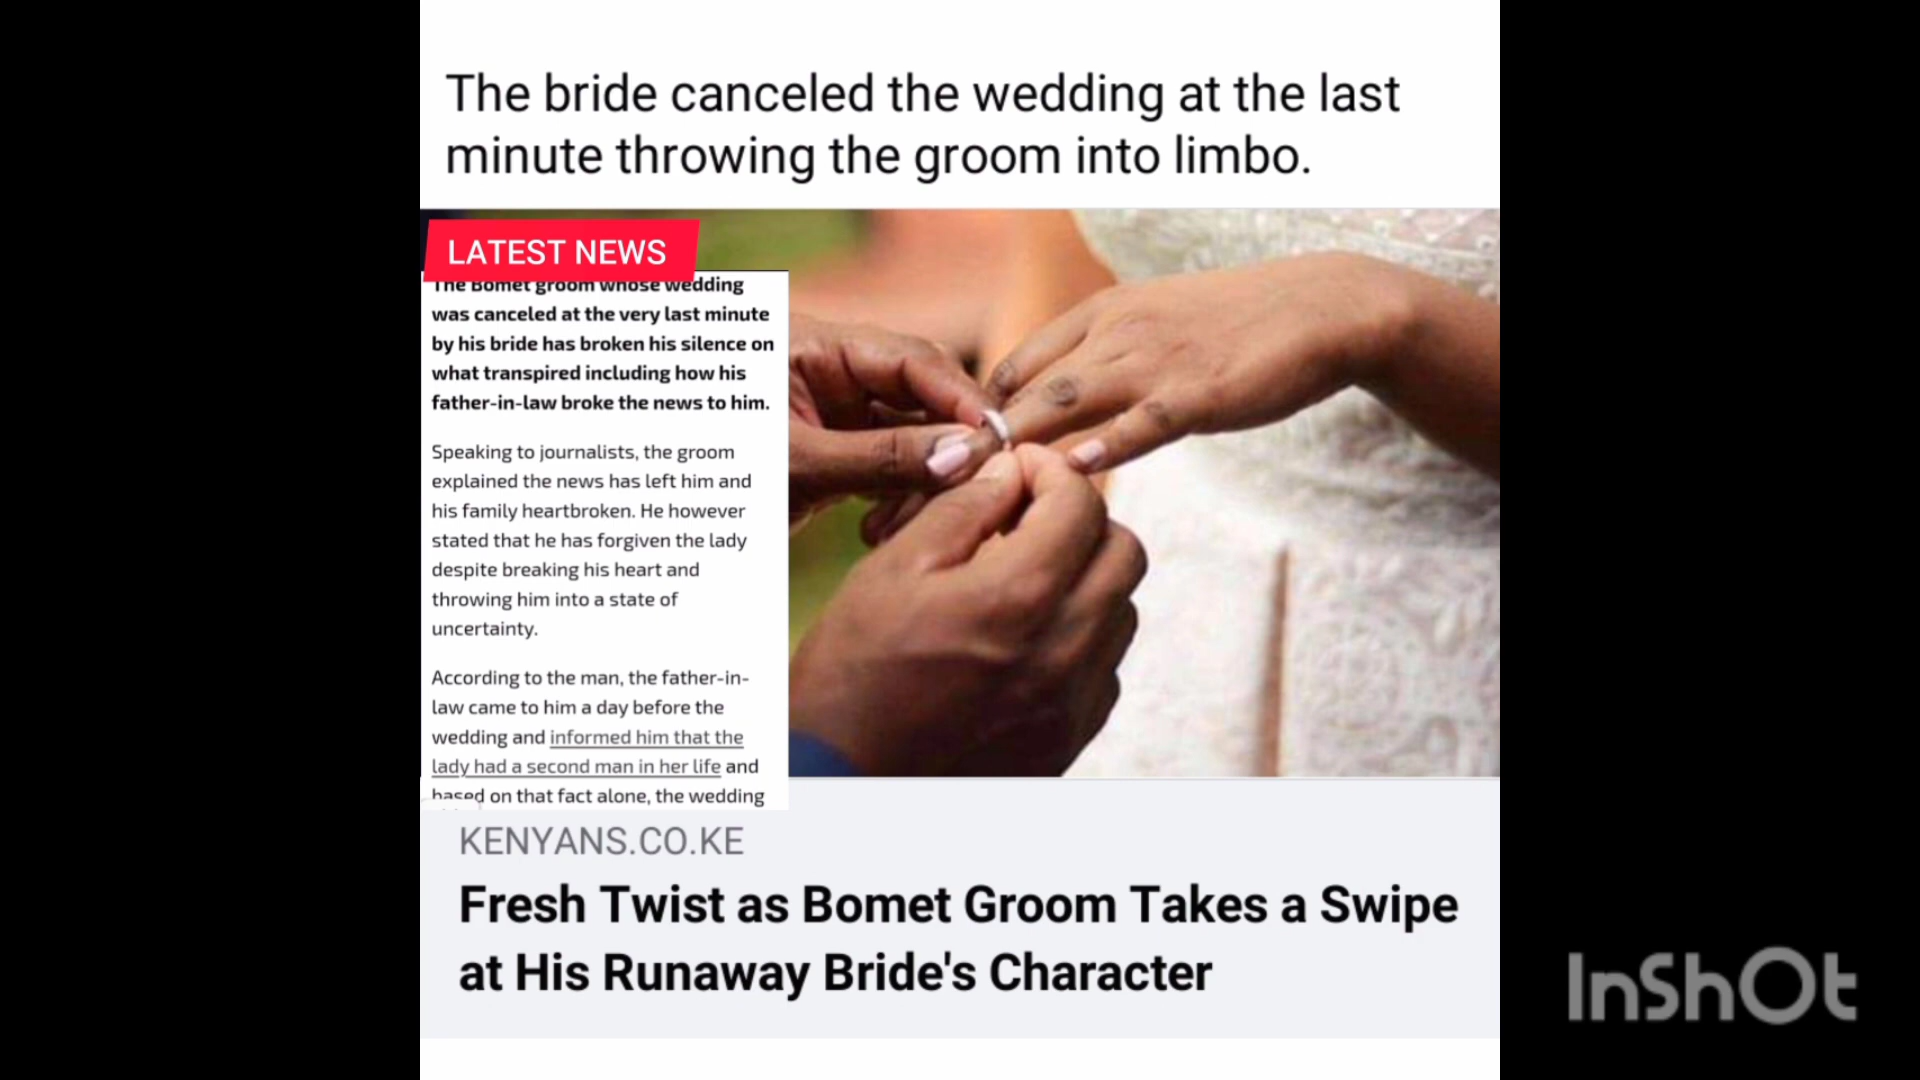 The bride canceled the wedding at the last
minute throwing the groom into limbo.
LATEST NEWS
The Bomet groom whose wedding
was canceled at the very last minute
by his bride has broken his silence on
what transpired including how his
father-in-law broke the news to him.
Speaking to journalists, the groom
explained the news has left him and
his family heartbroken. He however
stated that he has forgiven the lady
despite breaking his heart and
throwing him into a state of
uncertainty.
According to the man, the father-in-
law came to him a day before the
wedding and informed him that the
lady had a second man in her life and
based on that fact alone, the wedding
KENYANS.CO.KE
Fresh Twist as Bomet Groom Takes a Swipe
at His Runaway Bride's Character
InShOt